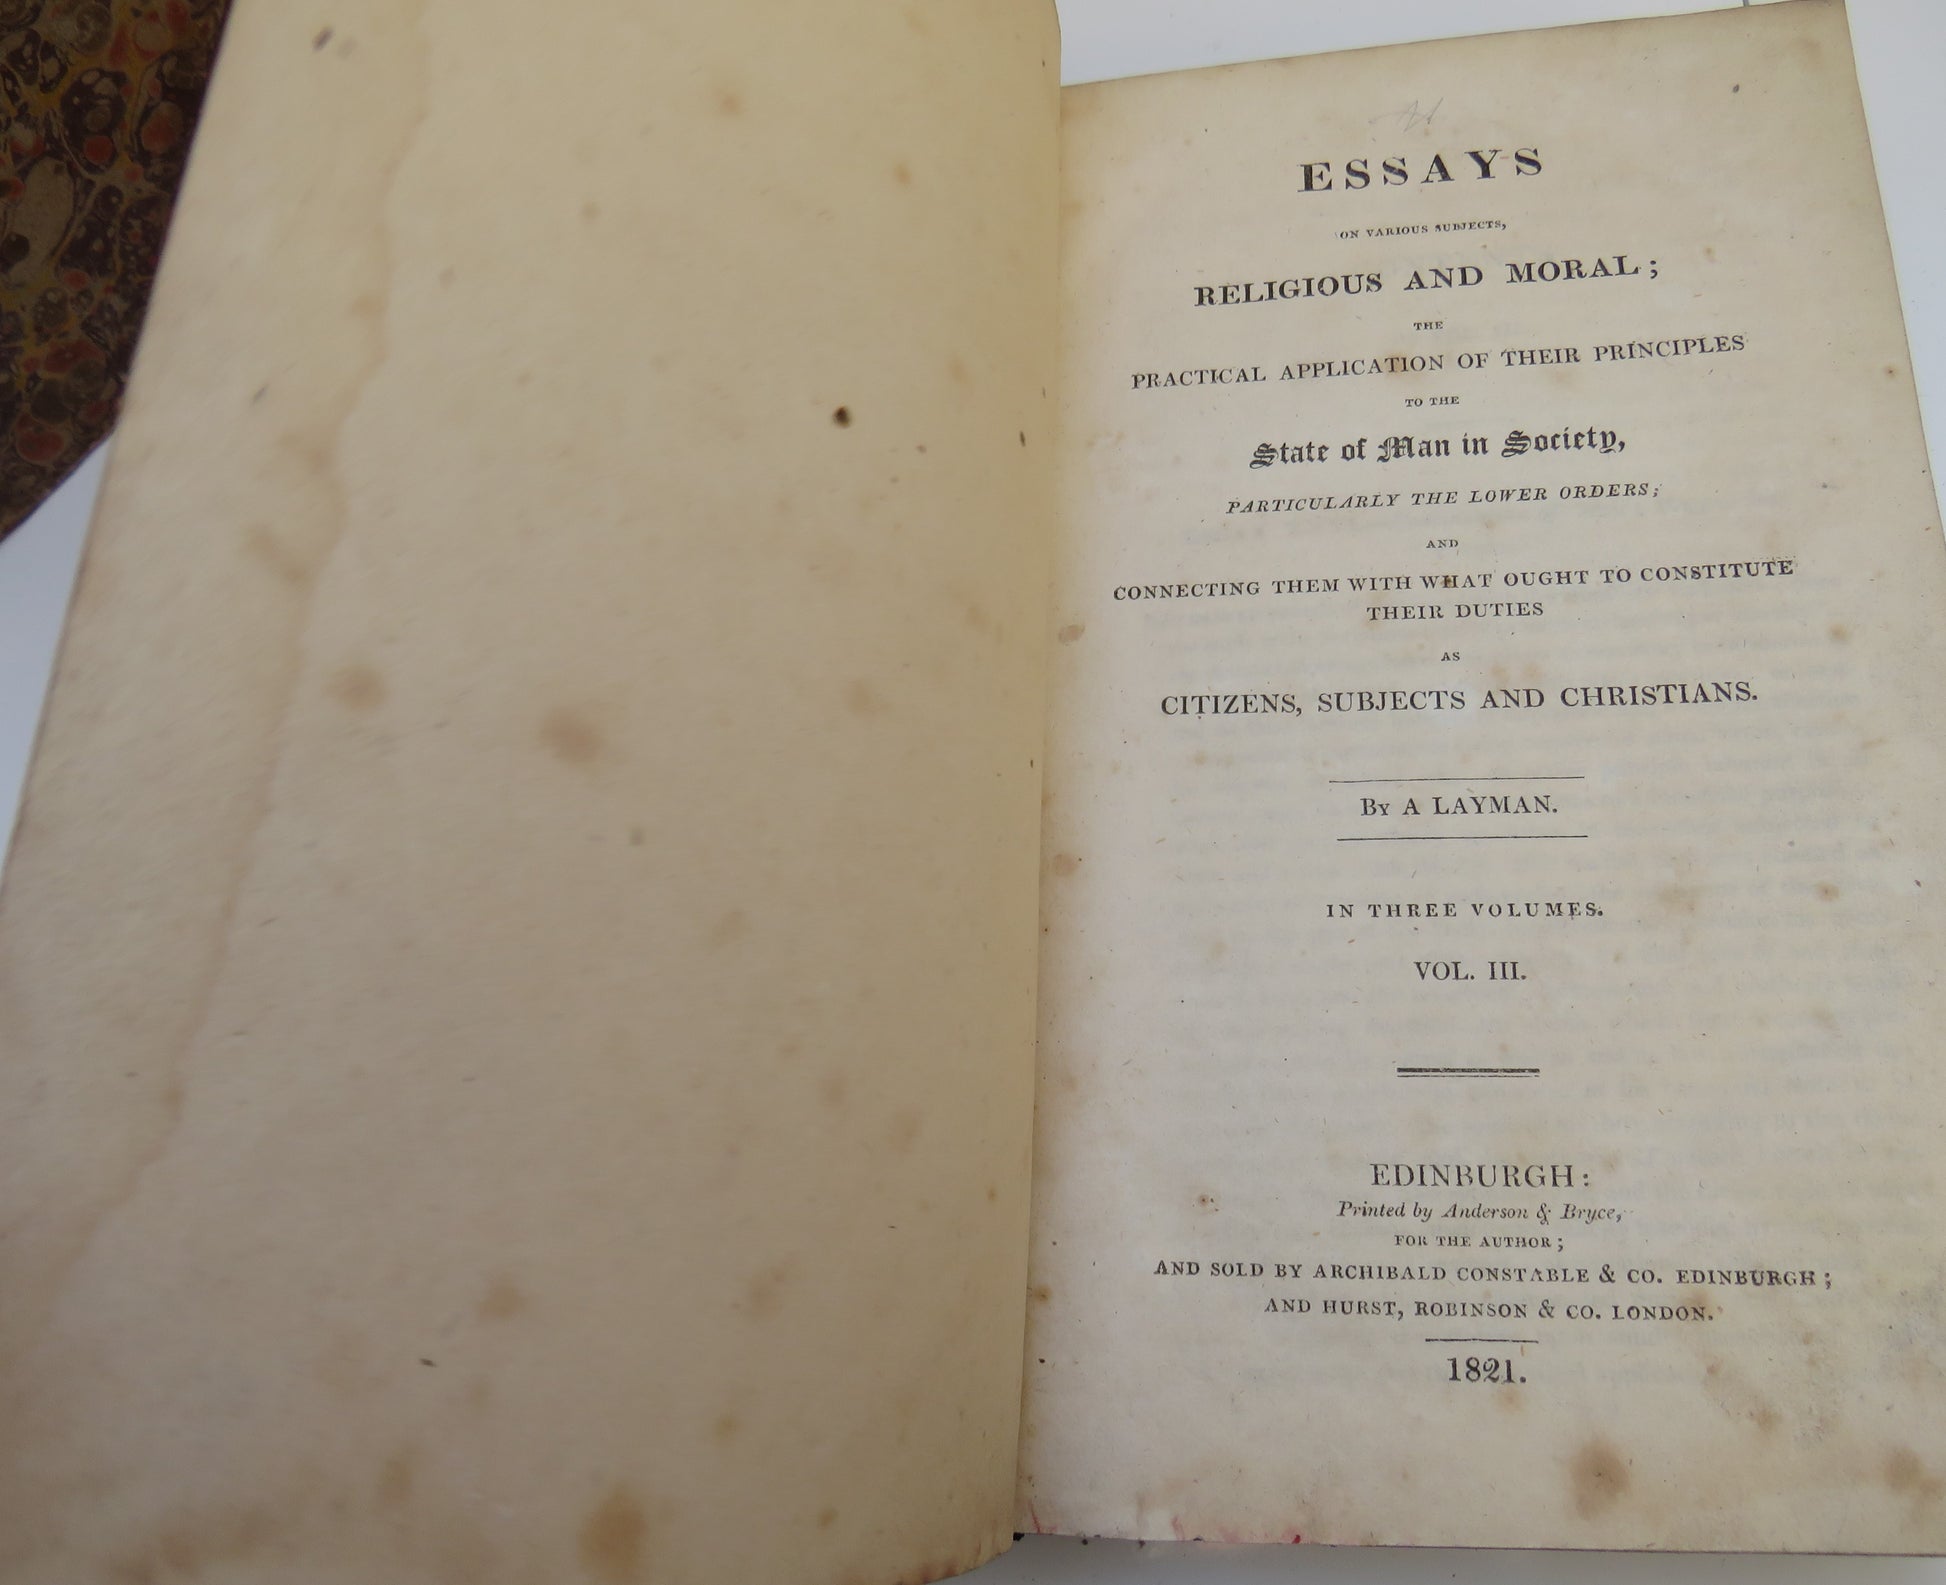 ESSAYS
ON VARIOUS SUBJECTS,
RELIGIOUS AND MORAL;
THE
PRACTICAL APPLICATION OF THEIR PRINCIPLES
TO THE
State of Man in Society,
PARTICULARLY THE LOWER ORDERS;
AND
CONNECTING THEM WITH WHAT OUGHT TO CONSTITUTE
THEIR DUTIES
AS
CITIZENS, SUBJECTS AND CHRISTIANS.
By A LAYMAN.
IN THREE VOLUMES.
VOL. III.
EDINBURGH:
Printed by Anderson & Bryce,
FOR THE AUTHOR;
AND SOLD BY ARCHIBALD CONSTABLE & CO. EDINBURGH;
AND HURST, ROBINSON & CO. LONDON.
1821.